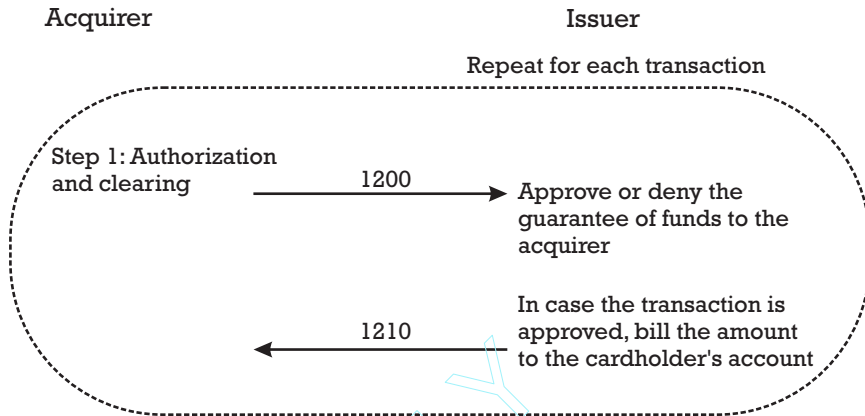 Acquirer
Issuer
Repeat for each transaction
Step 1: Authorization
and clearing
1200
Approve or deny the
guarantee of funds to the
acquirer
In case the transaction is
approved, bill the amount
to the cardholder's account
1210
Y